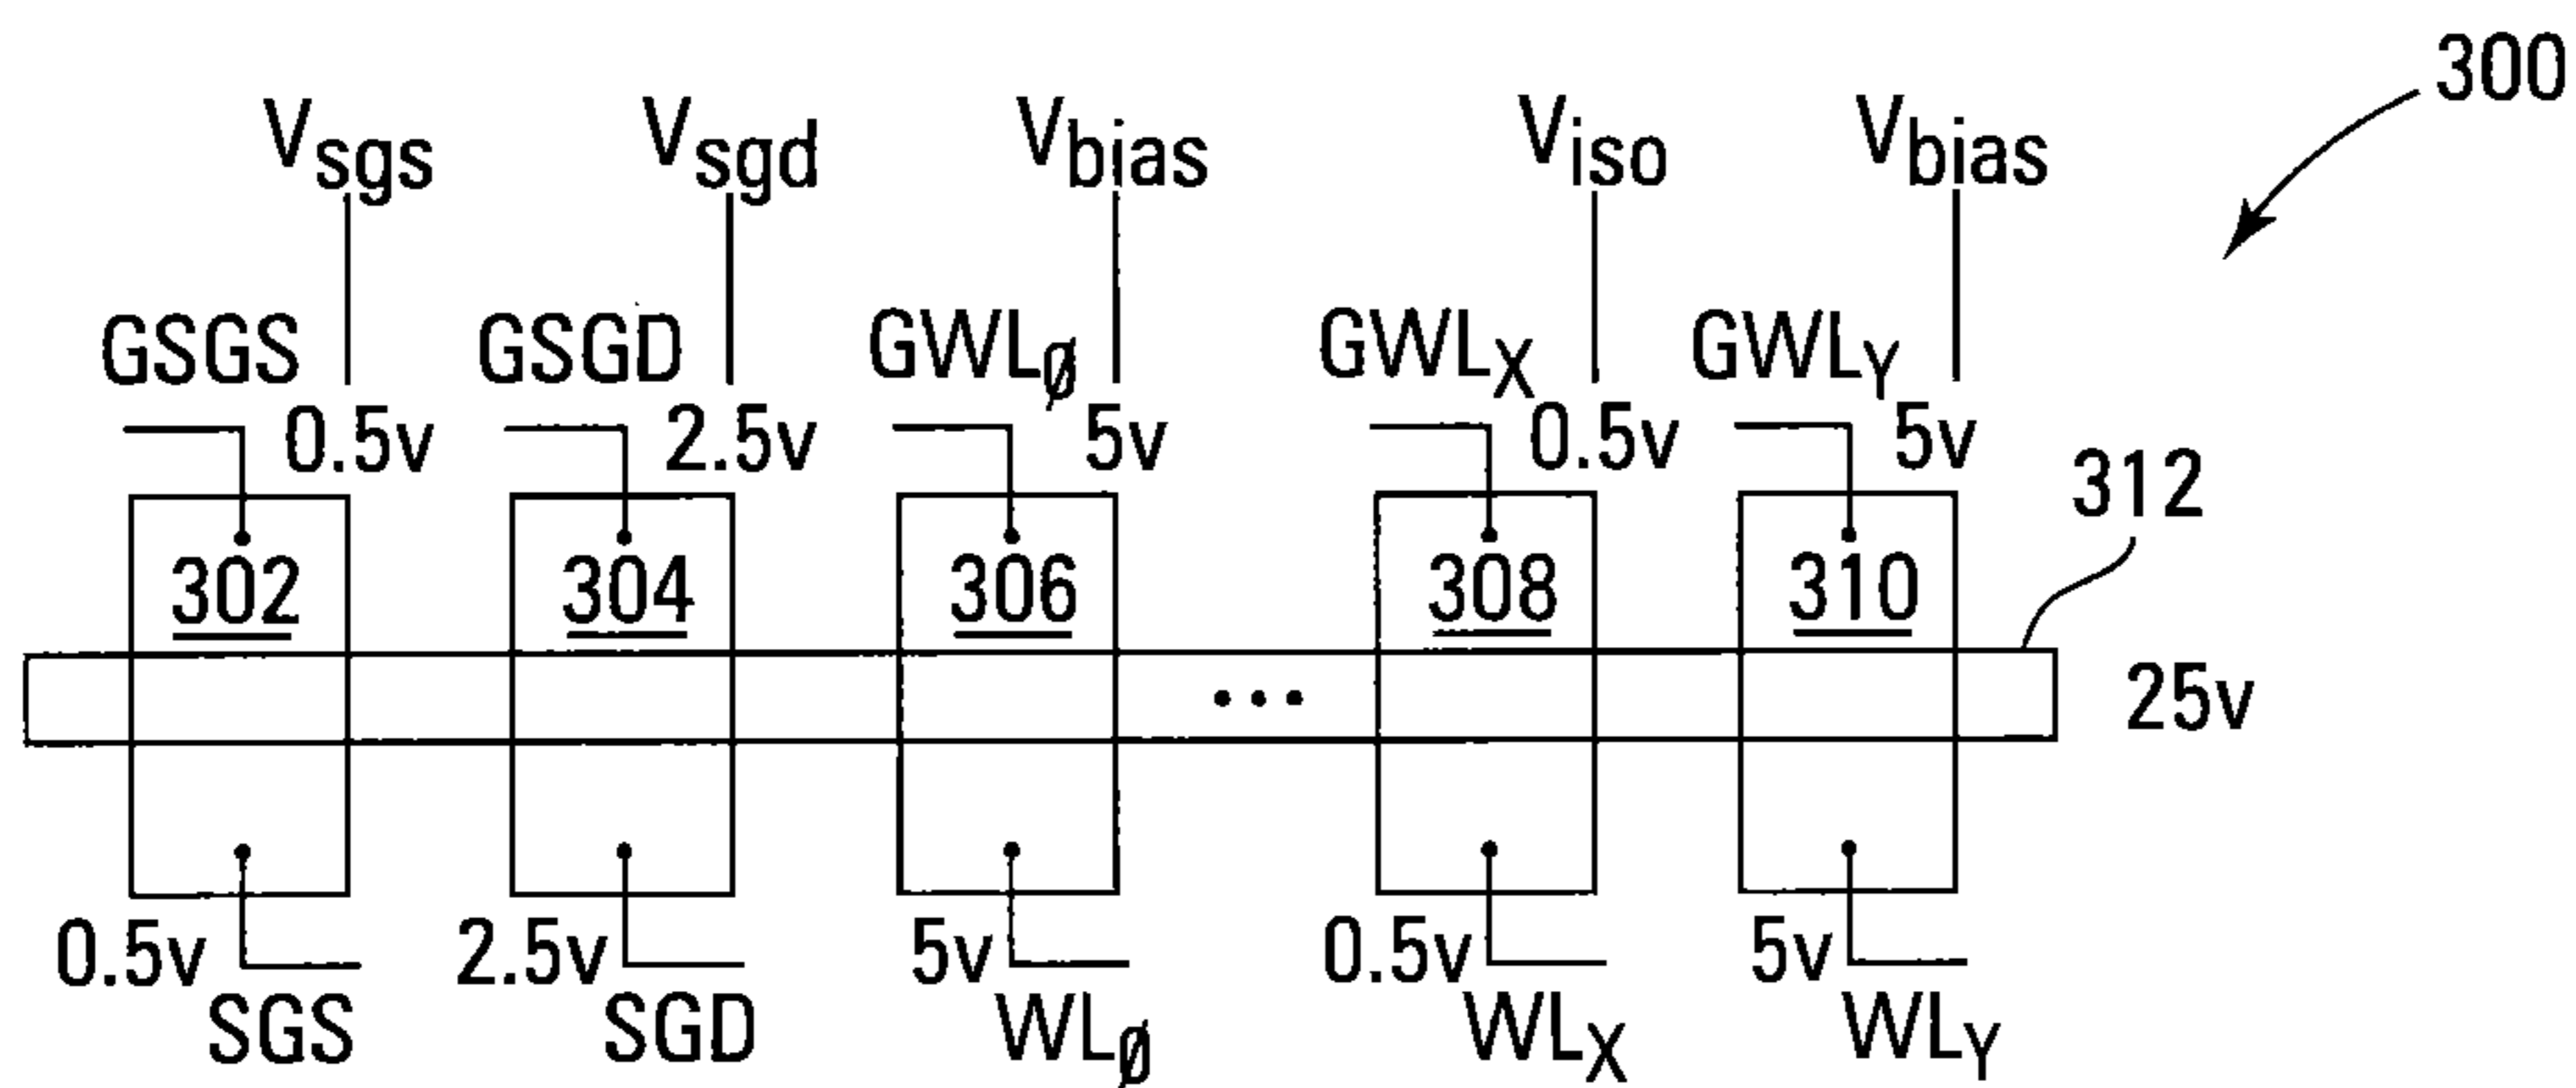 300
Vsgs Vsgd Vbias Viso Vbias
GSGS GSGD GWLØ GWLX GWLY
0.5v 2.5v 5v 0.5v 5v
312
302 304 306 308 310
... 25v
0.5v 2.5v 5v 0.5v 5v
SGS SGD WLØ WLX WLY